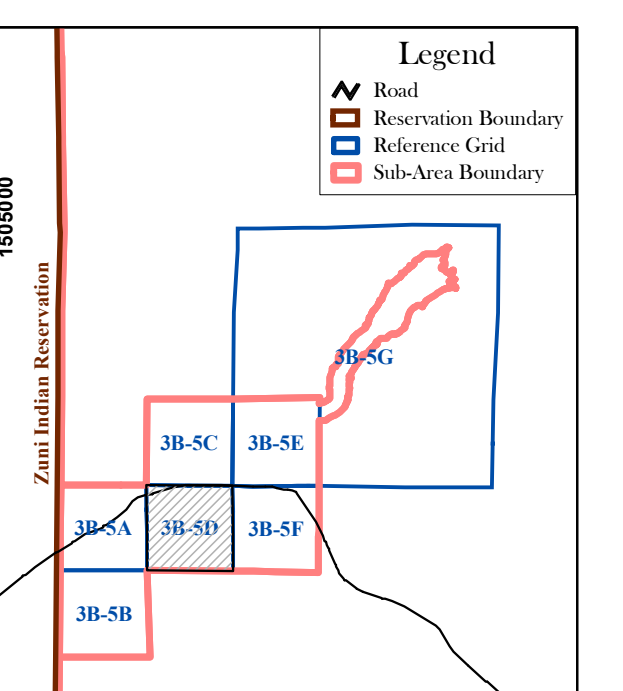 Legend
Road
Reservation Boundary
Reference Grid
Sub-Area Boundary
1505000
Zuni Indian Reservation
3B-5G
3B-5C
3B-5E
3B-5A
3B-5D
3B-5F
3B-5B